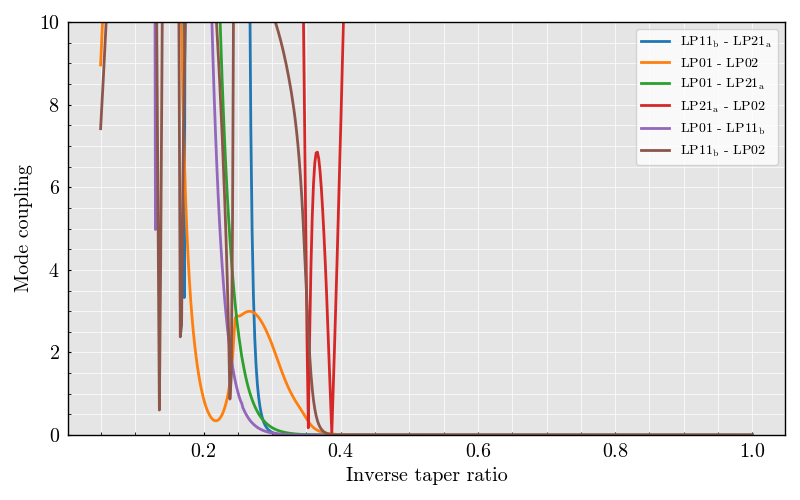 10
8
6
4
2
0
Mode coupling
0.2
0.4
0.6
0.8
1.0
Inverse taper ratio
LP11b - LP21a
LP01 - LP02
LP01 - LP21a
LP21a - LP02
LP01 - LP11b
LP11b - LP02